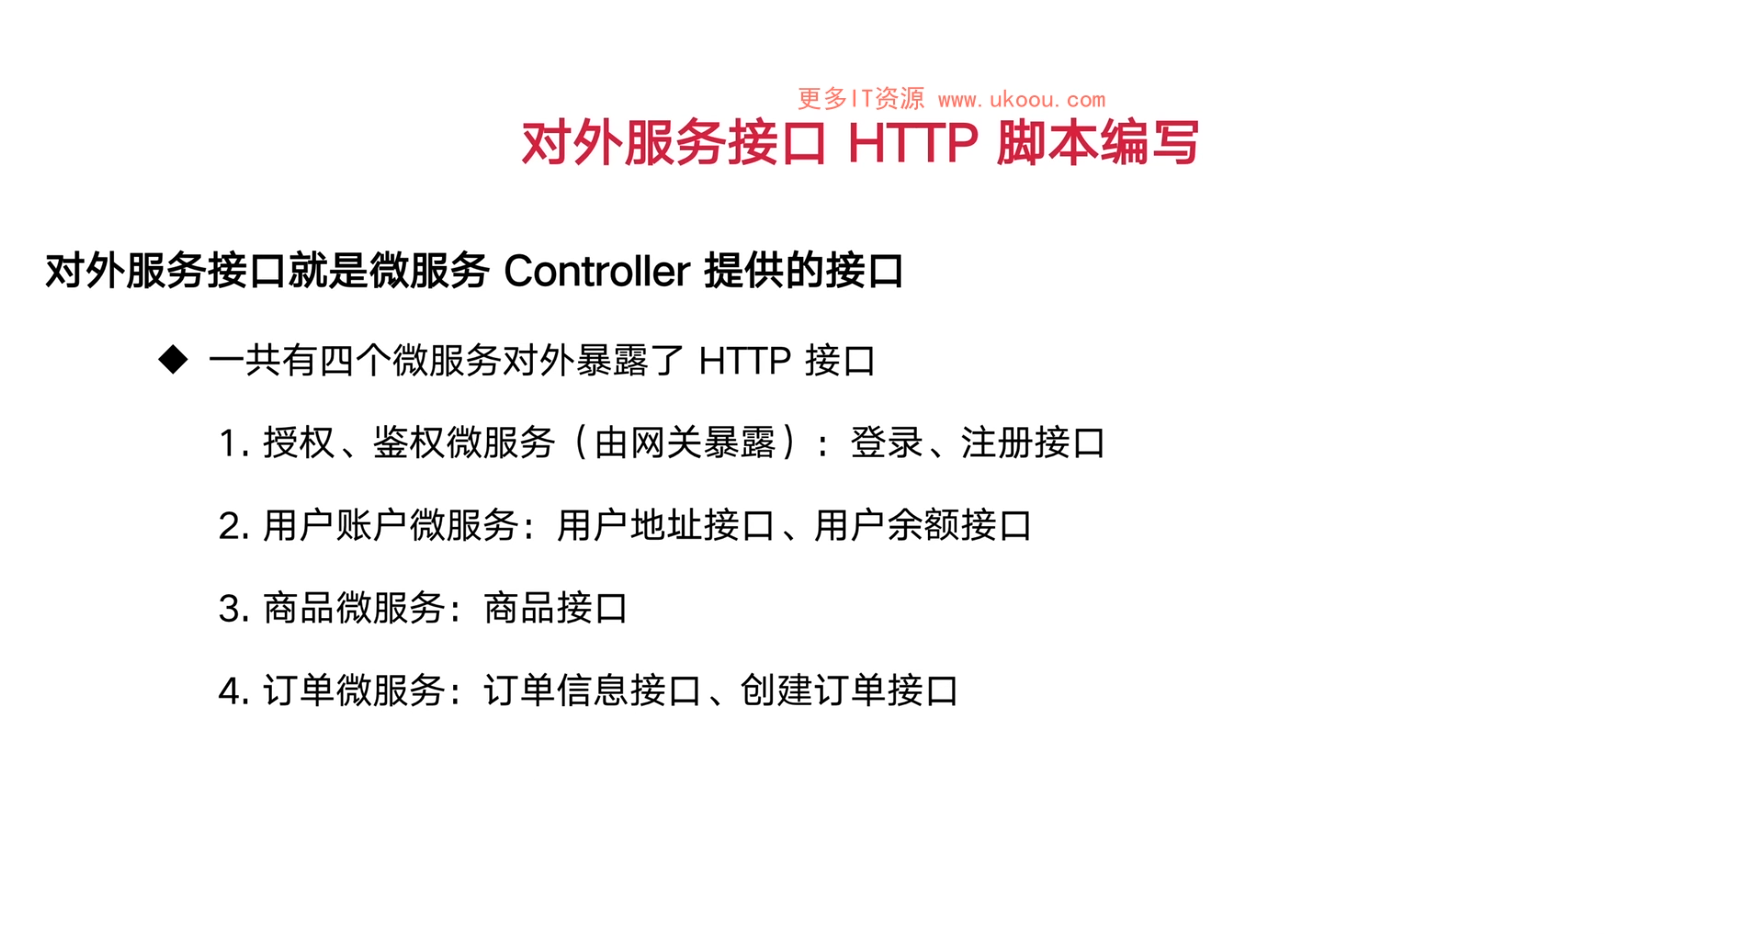 更多IT资源 www.ukoou.com
对外服务接口 HTTP 脚本编写
对外服务接口就是微服务 Controller 提供的接口
◆ 一共有四个微服务对外暴露了 HTTP 接口
1. 授权、鉴权微服务（由网关暴露）：登录、注册接口
2. 用户账户微服务：用户地址接口、用户余额接口
3. 商品微服务：商品接口
4. 订单微服务：订单信息接口、创建订单接口